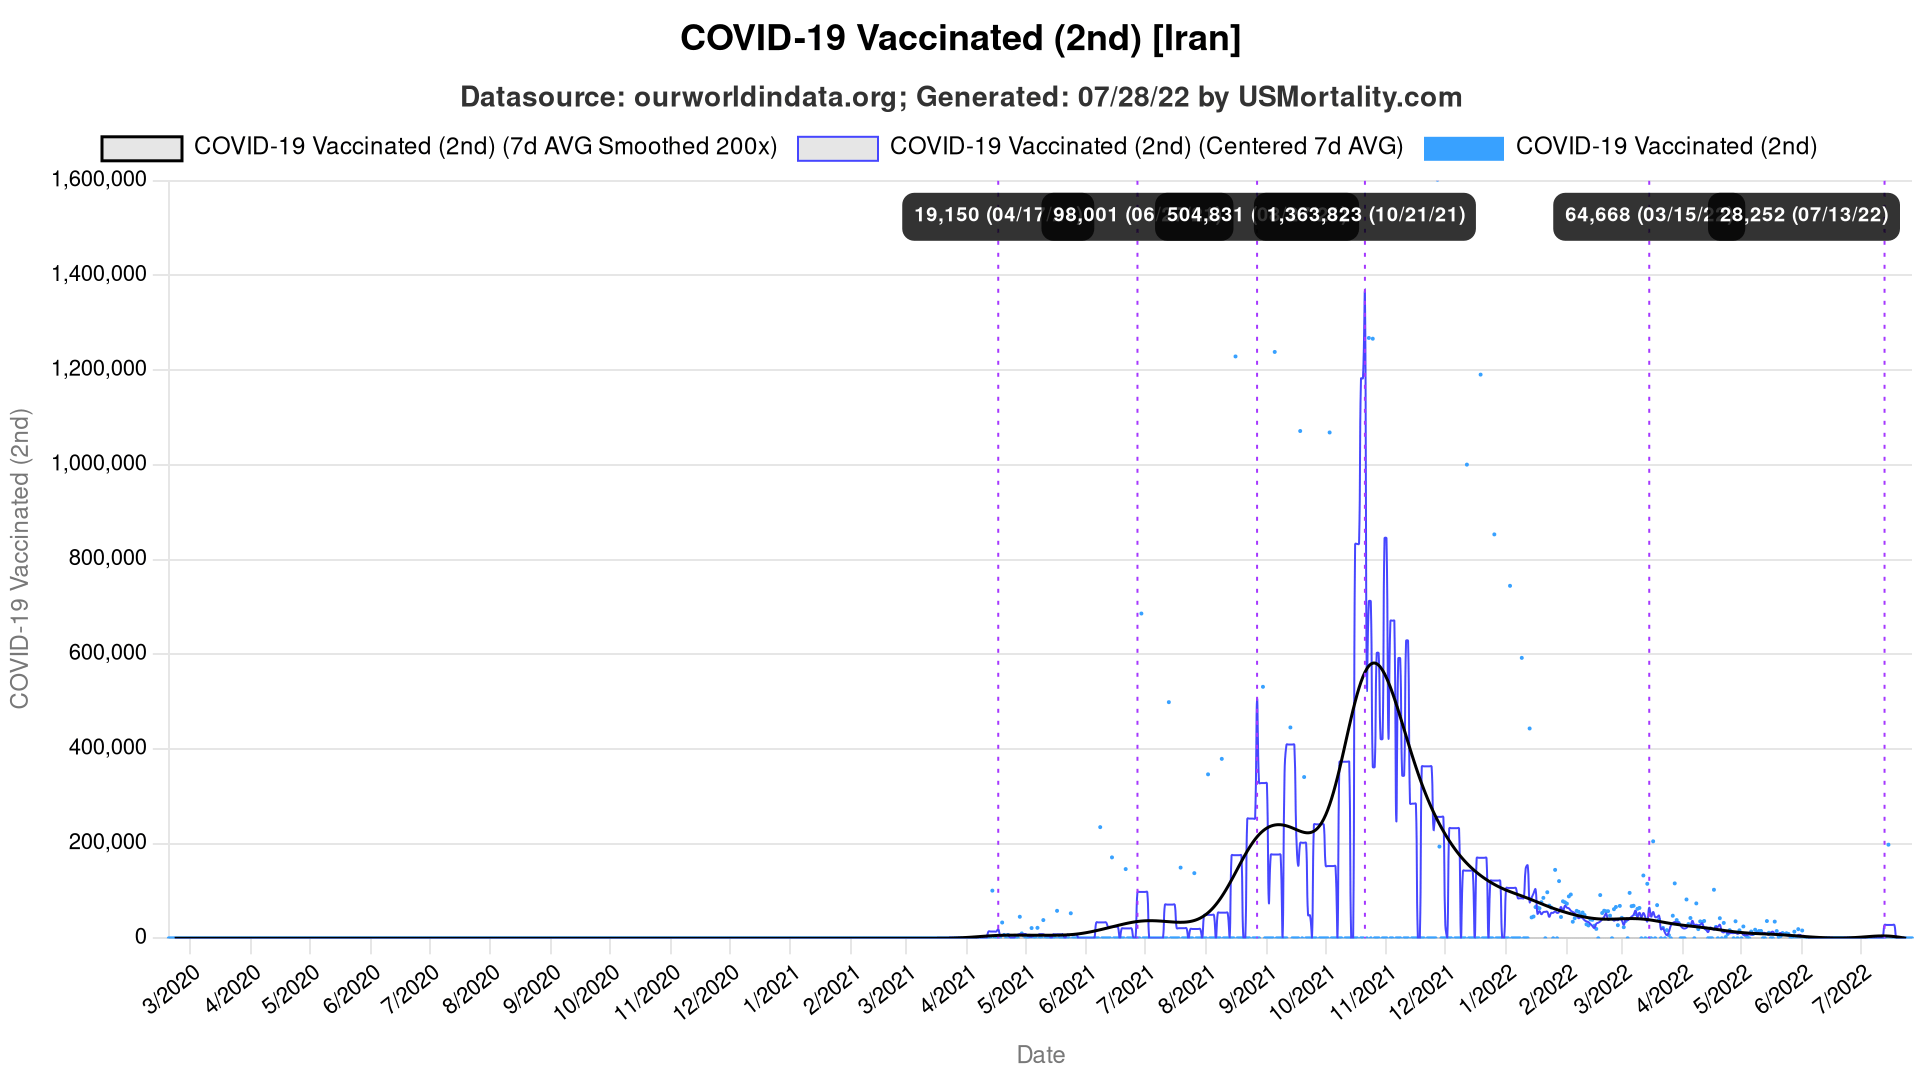 COVID-19 Vaccinated (2nd) [Iran]
Datasource: ourworldindata.org; Generated: 07/28/22 by USMortality.com
COVID-19 Vaccinated (2nd) (7d AVG Smoothed 200x) COVID-19 Vaccinated (2nd) (Centered 7d AVG) COVID-19 Vaccinated (2nd)
1,600,000
1,400,000
1,200,000
1,000,000
800,000
600,000
400,000
200,000
0
COVID-19 Vaccinated (2nd)
19,150 (04/17/ 98,001 (06/ 504,831 1,363,823 (10/21/21) 64,668 (03/15/ 28,252 (07/13/22)
3/2020 4/2020 5/2020 6/2020 7/2020 8/2020 9/2020 10/2020 11/2020 12/2020 1/2021 2/2021 3/2021 4/2021 5/2021 6/2021 7/2021 8/2021 9/2021 10/2021 11/2021 12/2021 1/2022 2/2022 3/2022 4/2022 5/2022 6/2022 7/2022
Date